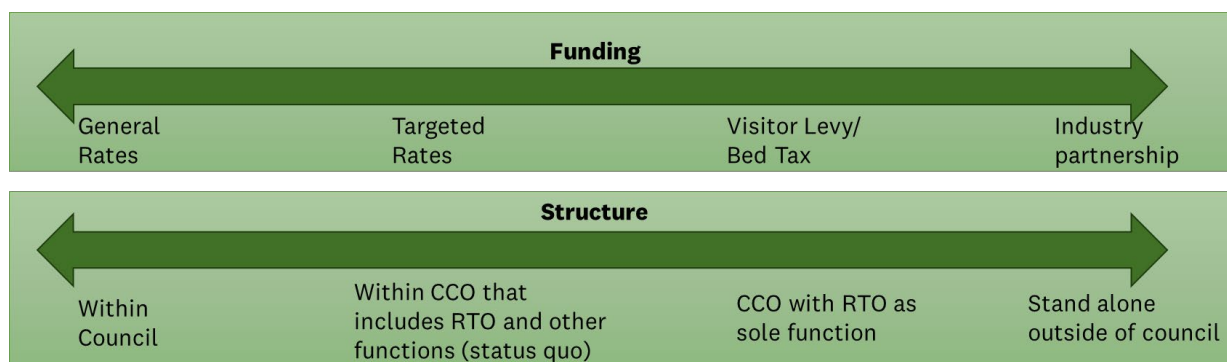 Funding
General
Rates
Targeted
Rates
Visitor Levy/
Bed Tax
Industry
partnership
Structure
Within
Council
Within CCO that
includes RTO and other
functions (status quo)
CCO with RTO as
sole function
Stand alone
outside of council